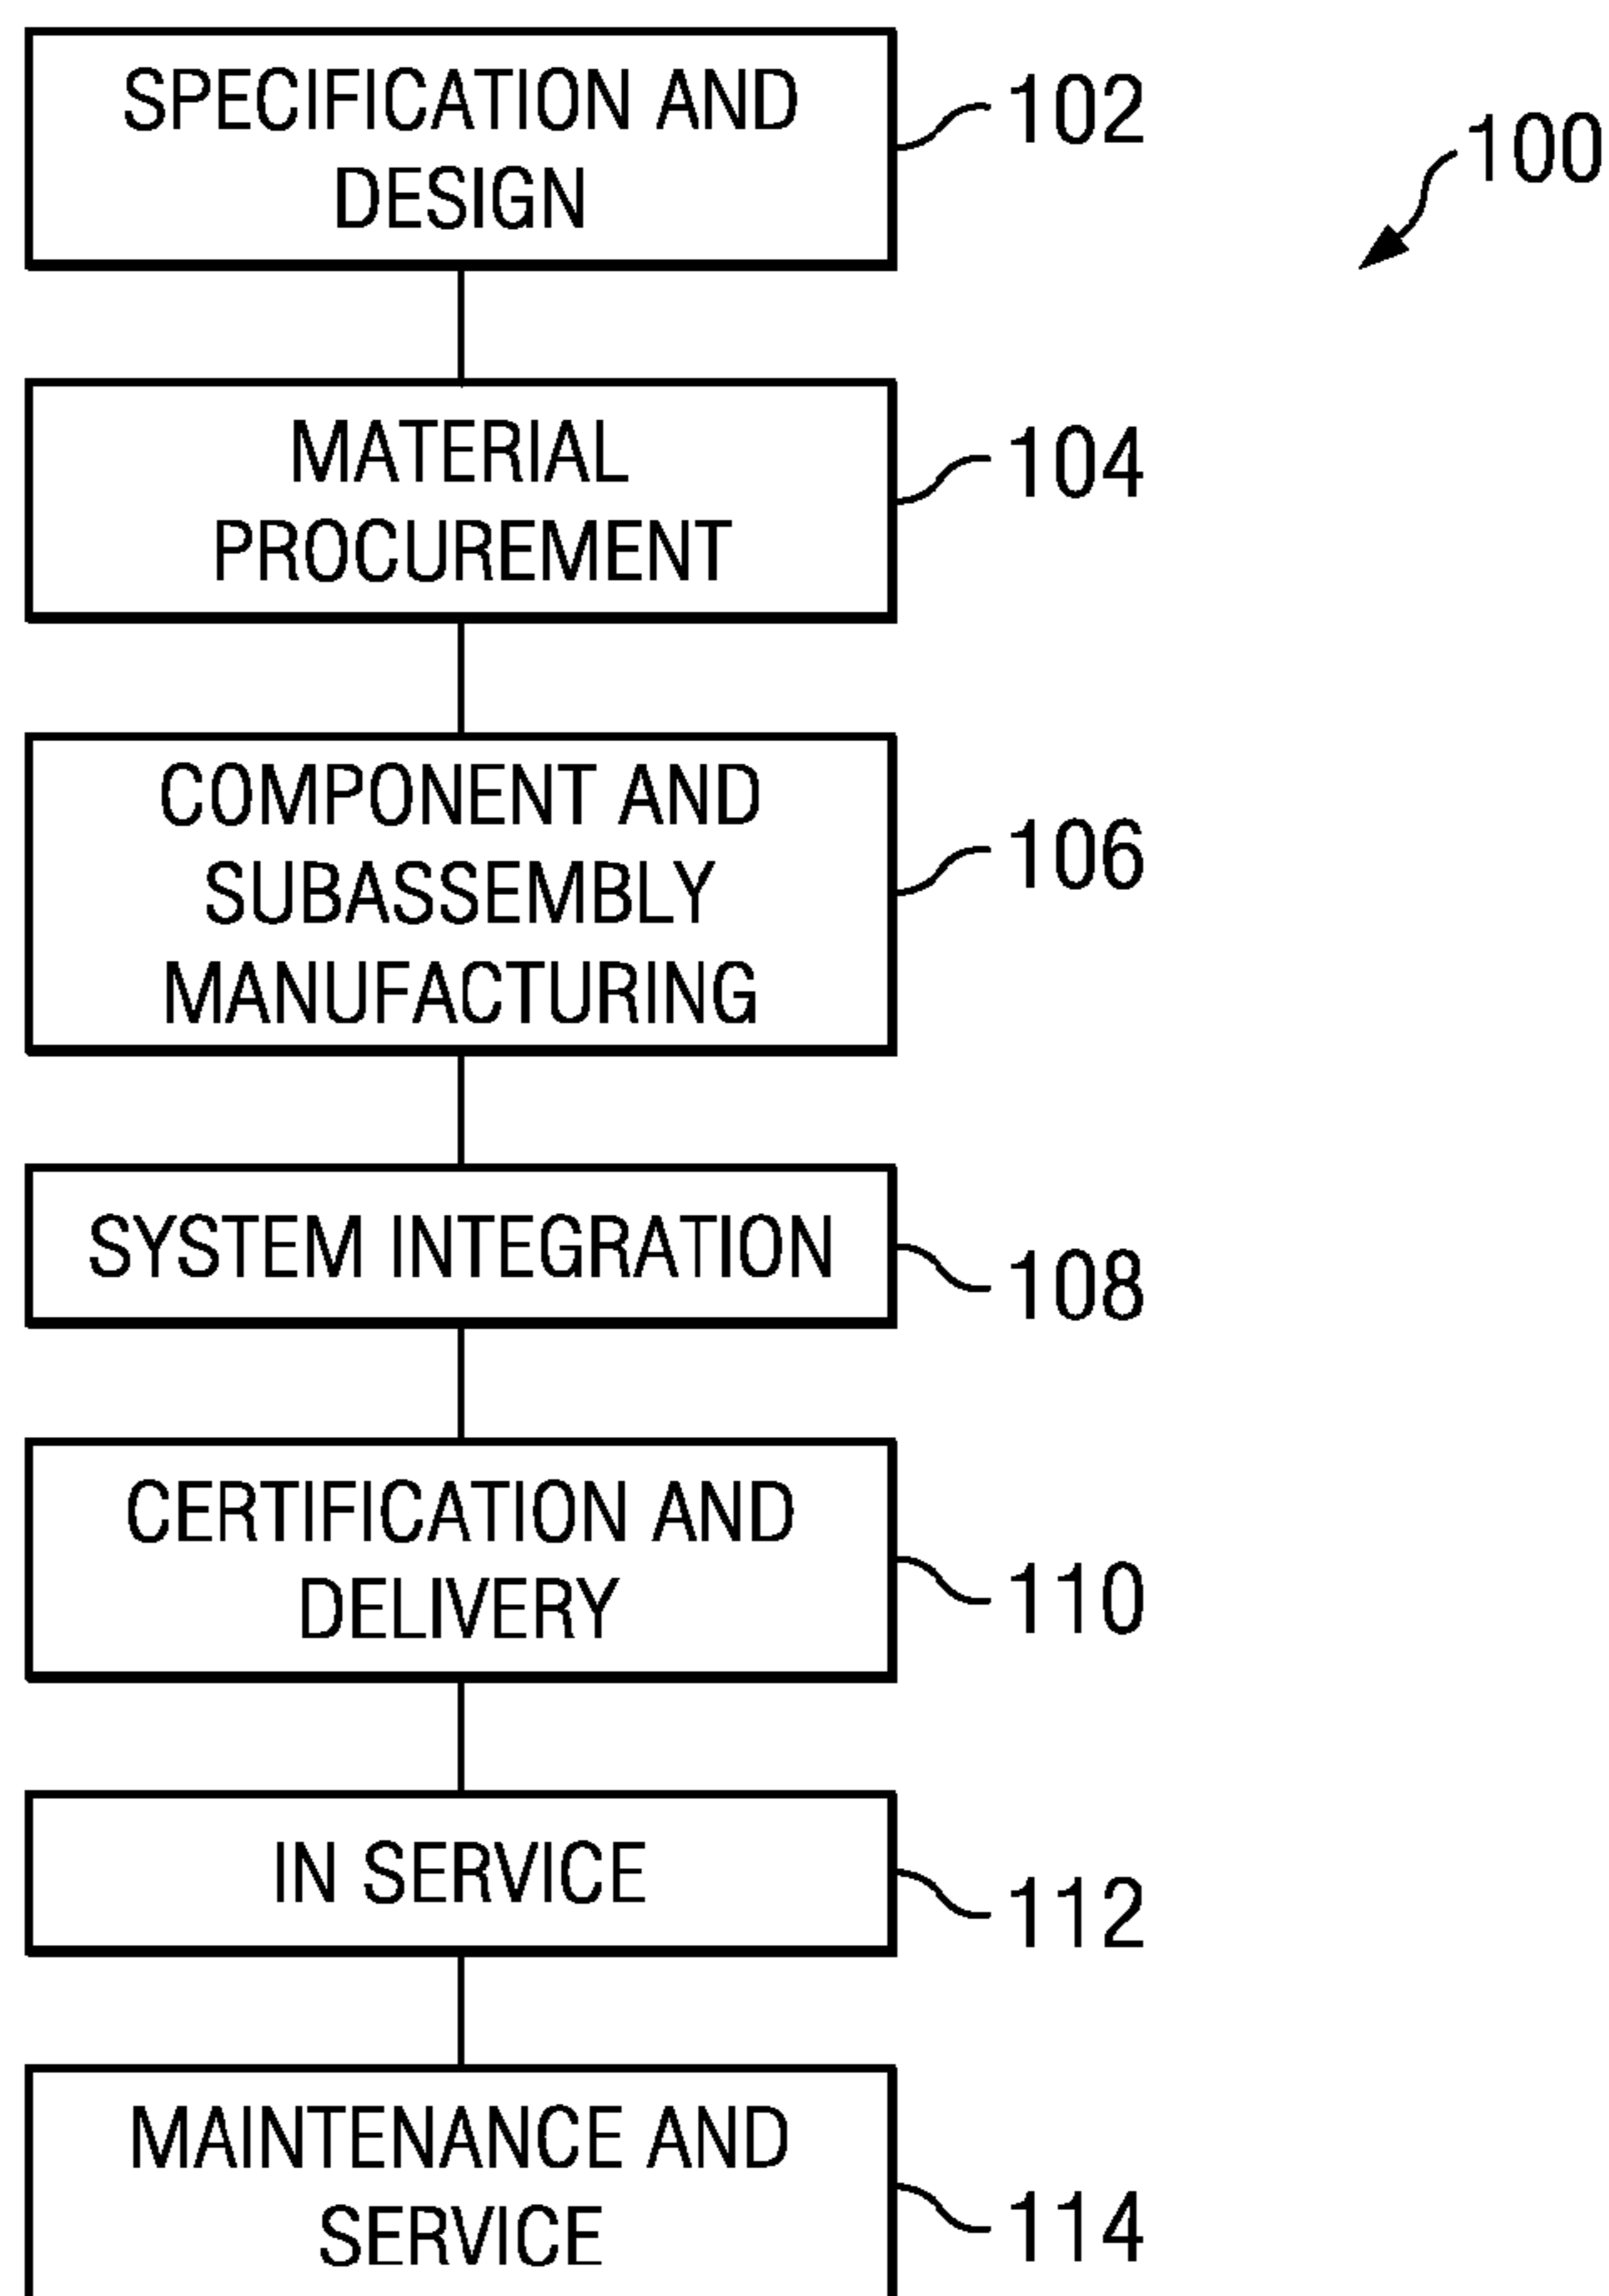 SPECIFICATION AND
DESIGN
102
100
MATERIAL
PROCUREMENT
104
COMPONENT AND
SUBASSEMBLY
MANUFACTURING
106
SYSTEM INTEGRATION
108
CERTIFICATION AND
DELIVERY
110
IN SERVICE
112
MAINTENANCE AND
SERVICE
114